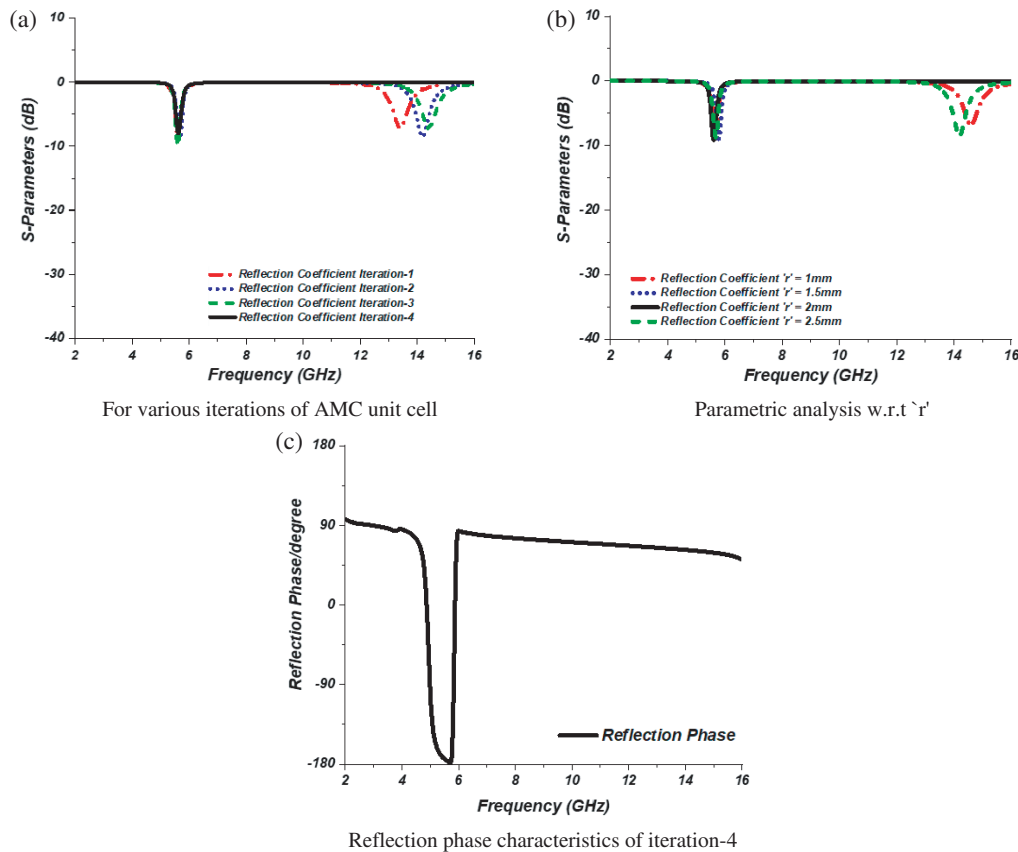 (a)
10
0
-10
-20
-30
-40
S-Parameters (dB)
Reflection Coefficient Iteration-1
Reflection Coefficient Iteration-2
Reflection Coefficient Iteration-3
Reflection Coefficient Iteration-4
2 4 6 8 10 12 14 16
Frequency (GHz)
For various iterations of AMC unit cell
(b)
10
0
-10
-20
-30
-40
S-Parameters (dB)
Reflection Coefficient 'r' = 1mm
Reflection Coefficient 'r' = 1.5mm
Reflection Coefficient 'r' = 2mm
Reflection Coefficient 'r' = 2.5mm
2 4 6 8 10 12 14 16
Frequency (GHz)
Parametric analysis w.r.t `r'
(c)
180
90
0
-90
-180
Reflection Phase/degree
Reflection Phase
2 4 6 8 10 12 14 16
Frequency (GHz)
Reflection phase characteristics of iteration-4